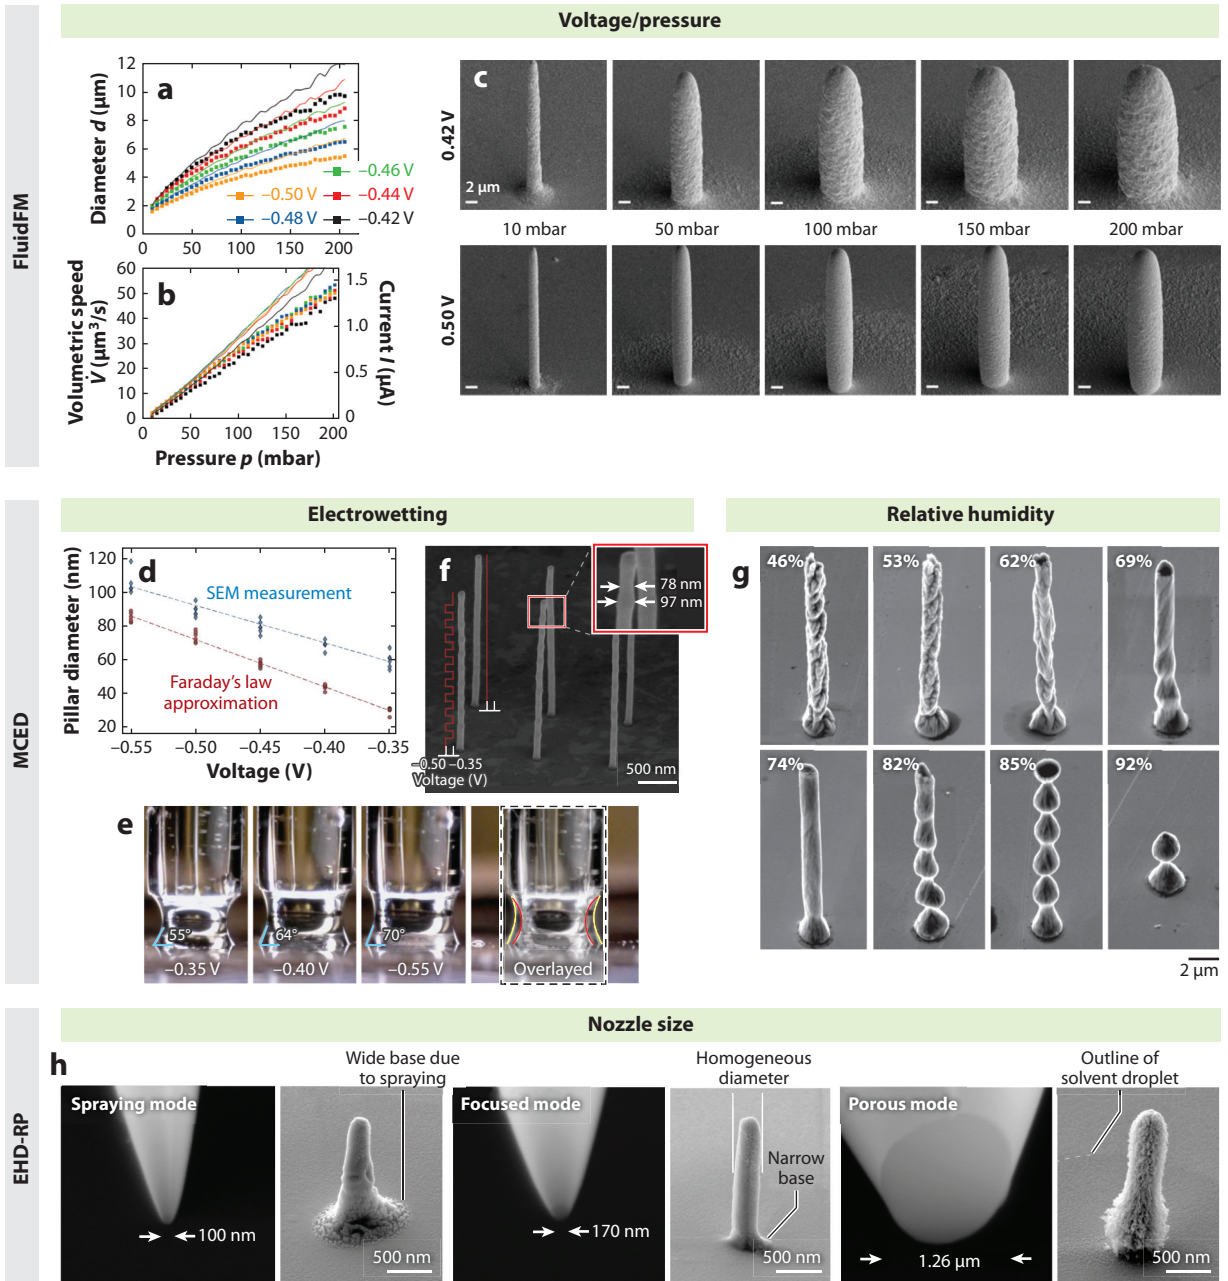 Voltage/pressure
FluidFM
a
Diameter d (μm)
12
10
8
6
4
2
0
0
50
100
150
200
−0.46 V
−0.50 V
−0.44 V
−0.48 V
−0.42 V
b
Volumetric speed
V̇ (μm³/s)
60
50
40
30
20
10
0
Current I (μA)
1.5
1.0
0.5
0
0
50
100
150
200
Pressure p (mbar)
c
0.42 V
2 μm
10 mbar
50 mbar
100 mbar
150 mbar
200 mbar
0.50 V
MCED
Electrowetting
d
Pillar diameter (nm)
120
100
80
60
40
20
SEM measurement
Faraday’s law
approximation
−0.55
−0.50
−0.45
−0.40
−0.35
Voltage (V)
f
78 nm
97 nm
−0.50
−0.35
Voltage (V)
500 nm
e
55°
64°
70°
−0.35 V
−0.40 V
−0.55 V
Overlayed
Relative humidity
g
46%
53%
62%
69%
74%
82%
85%
92%
2 μm
EHD-RP
Nozzle size
h
Wide base due
to spraying
Homogeneous
diameter
Outline of
solvent droplet
Spraying mode
100 nm
500 nm
Focused mode
170 nm
Narrow
base
500 nm
Porous mode
1.26 μm
500 nm